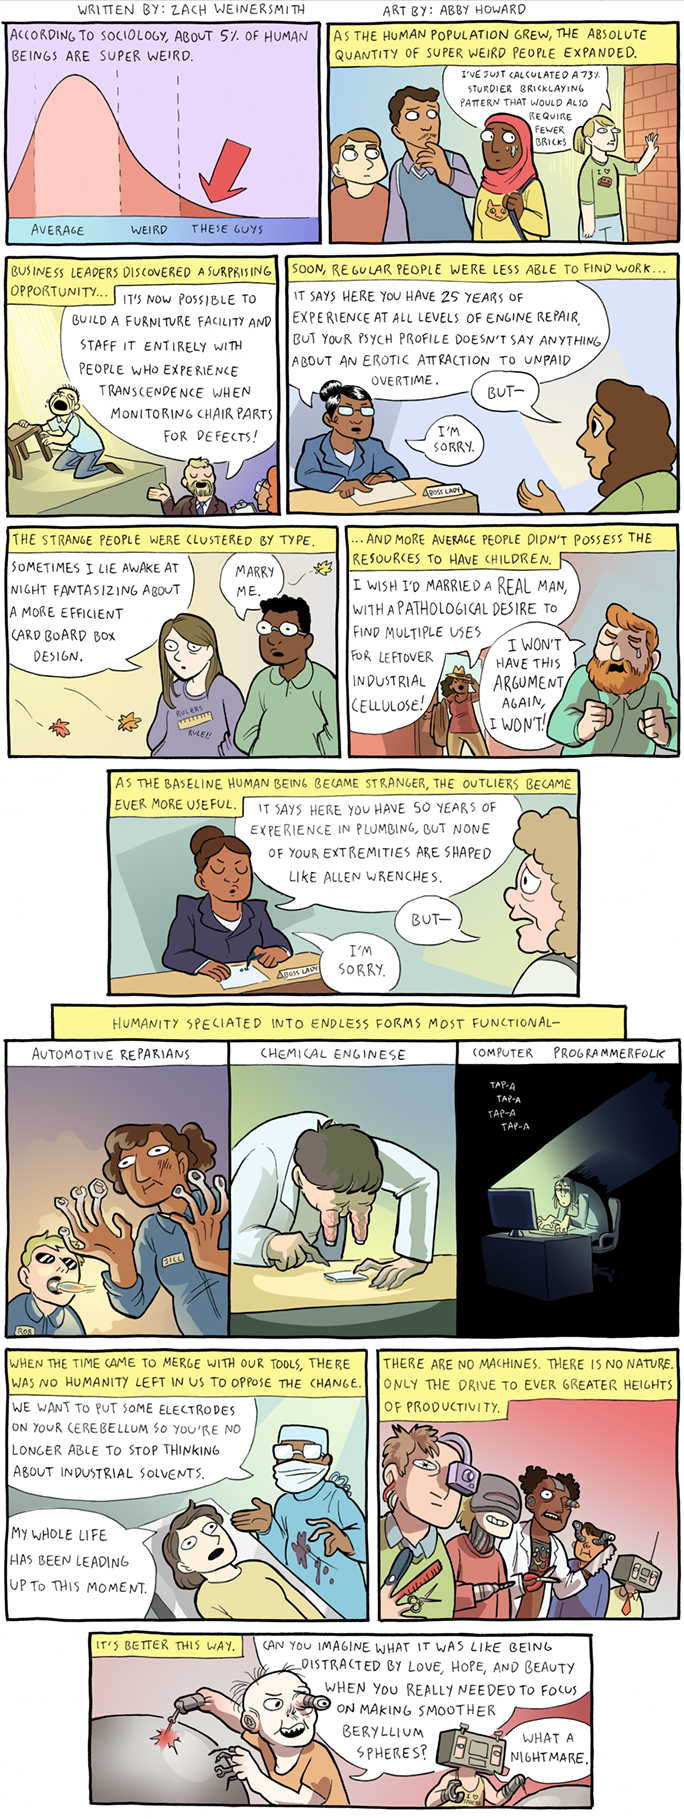 WRITTEN BY: ZACH WEINERSMITH
ART BY: ABBY HOWARD
ACCORDING TO SOCIOLOGY, ABOUT 5% OF HUMAN
BEINGS ARE SUPER WEIRD.
AVERAGE
WEIRD
THESE GUYS
AS THE HUMAN POPULATION GREW, THE ABSOLUTE
QUANTITY OF SUPER WEIRD PEOPLE EXPANDED.
I'VE JUST CALCULATED A 73%
STURDIER BRICKLAYING
PATTERN THAT WOULD ALSO
REQUIRE
FEWER
BRICKS
BUSINESS LEADERS DISCOVERED A SURPRISING
OPPORTUNITY...
IT'S NOW POSSIBLE TO
BUILD A FURNITURE FACILITY AND
STAFF IT ENTIRELY WITH
PEOPLE WHO EXPERIENCE
TRANSCENDENCE WHEN
MONITORING CHAIR PARTS
FOR DEFECTS!
SOON, REGULAR PEOPLE WERE LESS ABLE TO FIND WORK...
IT SAYS HERE YOU HAVE 25 YEARS OF
EXPERIENCE AT ALL LEVELS OF ENGINE REPAIR,
BUT YOUR PSYCH PROFILE DOESN'T SAY ANYTHING
ABOUT AN EROTIC ATTRACTION TO UNPAID
OVERTIME.
BUT—
I'M
SORRY.
BOSS LADY
THE STRANGE PEOPLE WERE CLUSTERED BY TYPE.
SOMETIMES I LIE AWAKE AT
NIGHT FANTASIZING ABOUT
A MORE EFFICIENT
CARD BOARD BOX
DESIGN.
MARRY
ME.
RULERS
RULE!!
...AND MORE AVERAGE PEOPLE DIDN'T POSSESS THE
RESOURCES TO HAVE CHILDREN.
I WISH I'D MARRIED A REAL MAN,
WITH A PATHOLOGICAL DESIRE TO
FIND MULTIPLE USES
FOR LEFTOVER
INDUSTRIAL
CELLULOSE!
I WON'T
HAVE THIS
ARGUMENT
AGAIN,
I WON'T!
AS THE BASELINE HUMAN BEING BECAME STRANGER, THE OUTLIERS BECAME
EVER MORE USEFUL.
IT SAYS HERE YOU HAVE 50 YEARS OF
EXPERIENCE IN PLUMBING, BUT NONE
OF YOUR EXTREMITIES ARE SHAPED
LIKE ALLEN WRENCHES.
BUT—
I'M
SORRY.
BOSS LADY
HUMANITY SPECIATED INTO ENDLESS FORMS MOST FUNCTIONAL—
AUTOMOTIVE REPARIANS
JILL
ROB
CHEMICAL ENGINESE
COMPUTER PROGRAMMERFOLK
TAP-A
TAP-A
TAP-A
TAP-A
WHEN THE TIME CAME TO MERGE WITH OUR TOOLS, THERE
WAS NO HUMANITY LEFT IN US TO OPPOSE THE CHANGE.
WE WANT TO PUT SOME ELECTRODES
ON YOUR CEREBELLUM SO YOU'RE NO
LONGER ABLE TO STOP THINKING
ABOUT INDUSTRIAL SOLVENTS.
MY WHOLE LIFE
HAS BEEN LEADING
UP TO THIS MOMENT.
THERE ARE NO MACHINES. THERE IS NO NATURE.
ONLY THE DRIVE TO EVER GREATER HEIGHTS
OF PRODUCTIVITY.
IT'S BETTER THIS WAY.
CAN YOU IMAGINE WHAT IT WAS LIKE BEING
DISTRACTED BY LOVE, HOPE, AND BEAUTY
WHEN YOU REALLY NEEDED TO FOCUS
ON MAKING SMOOTHER
BERYLLIUM
SPHERES?
WHAT A
NIGHTMARE.